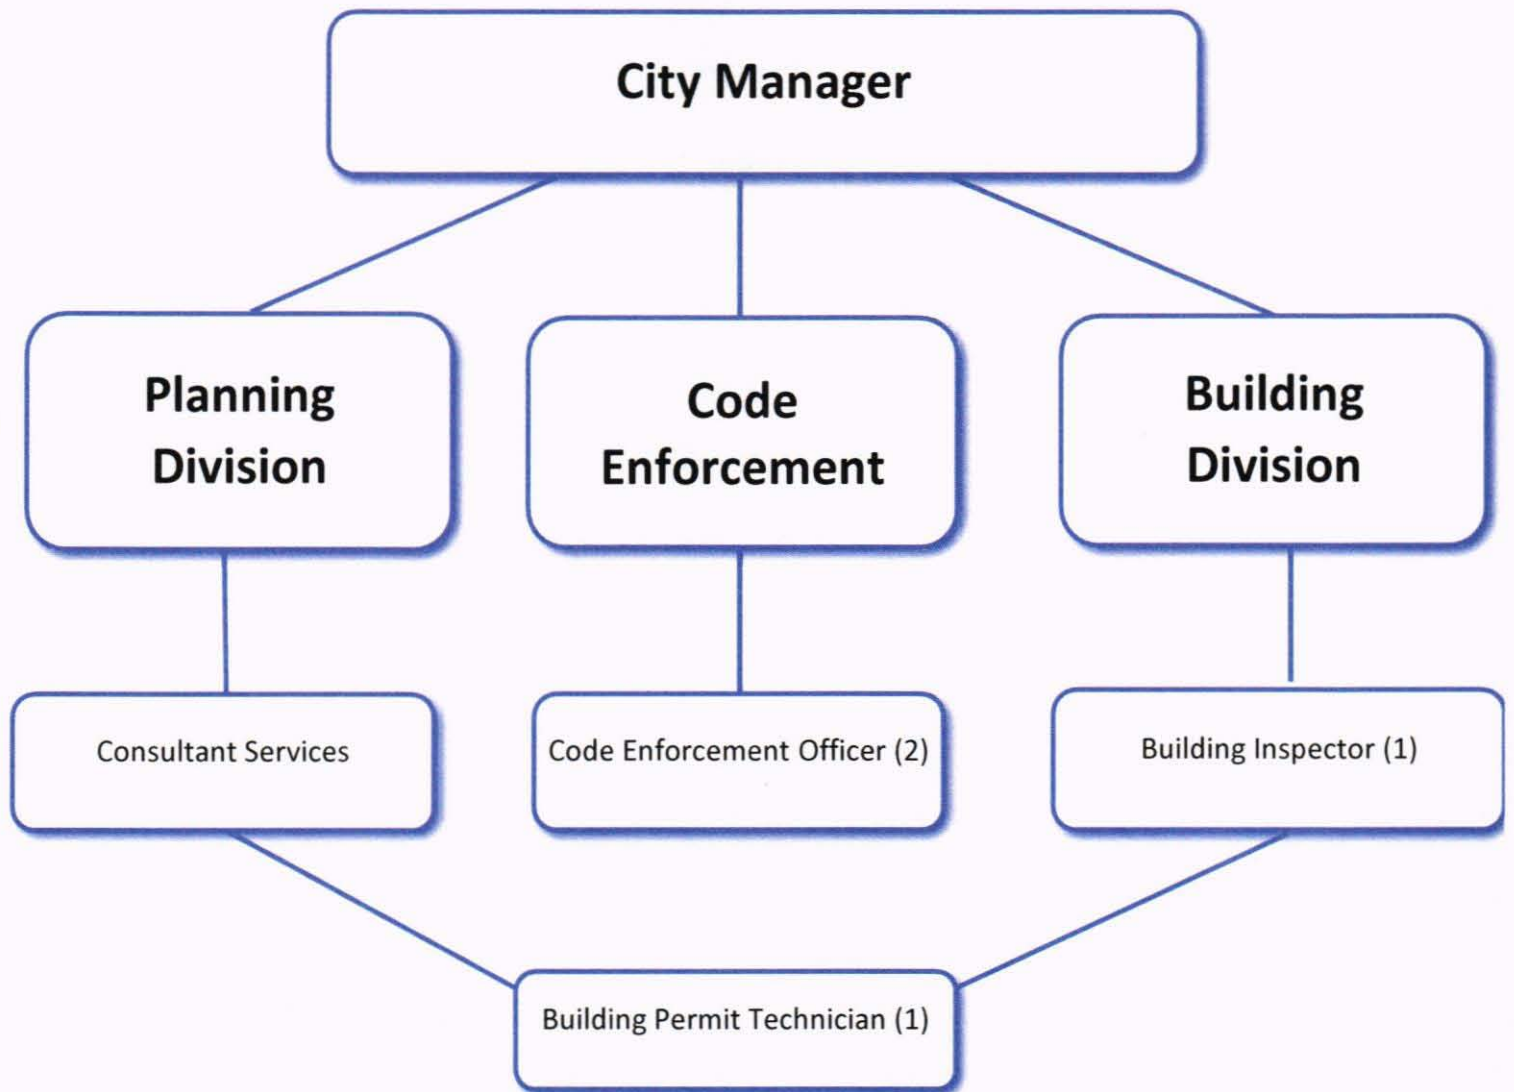 City Manager
Planning
Division
Code
Enforcement
Building
Division
Consultant Services
Code Enforcement Officer (2)
Building Inspector (1)
Building Permit Technician (1)